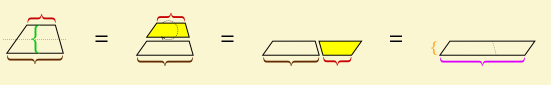 = = =